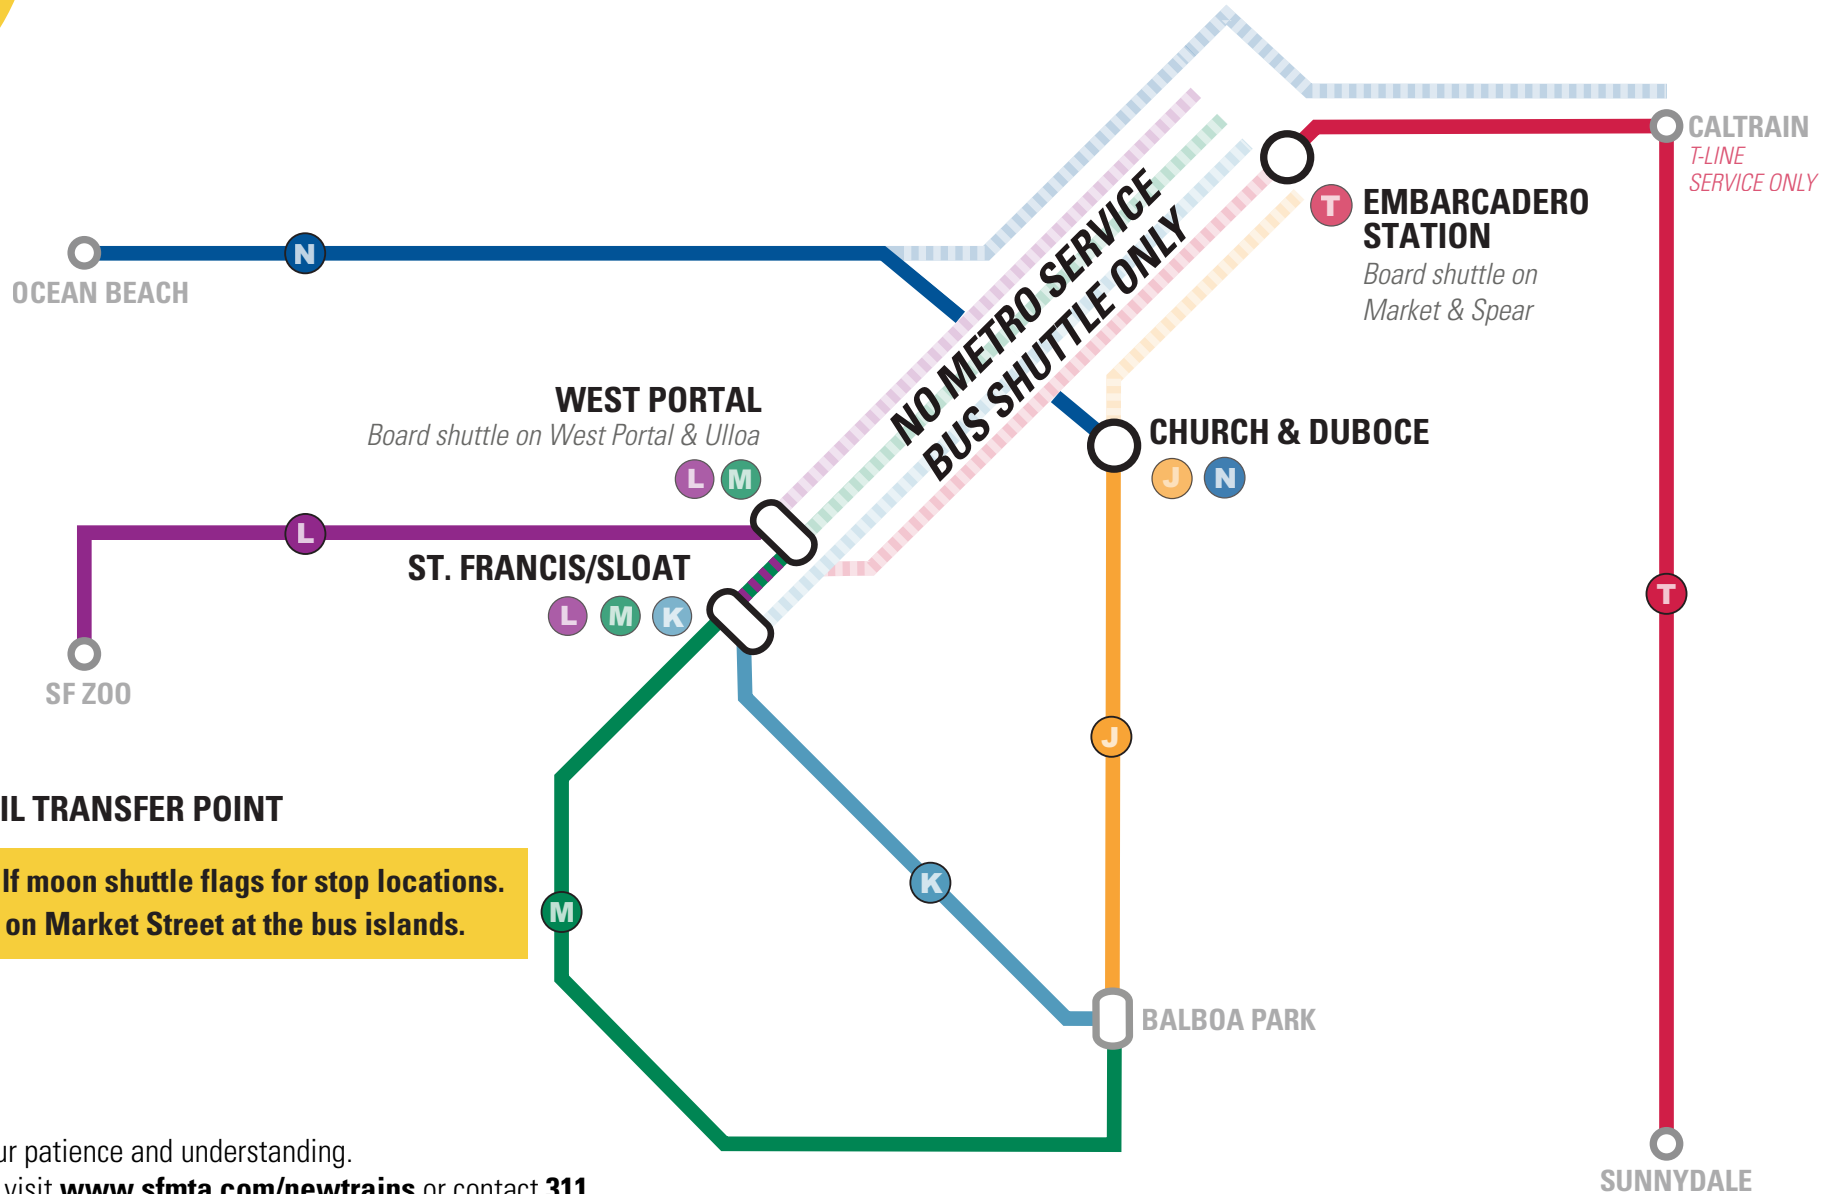 CALTRAIN
T-LINE
SERVICE ONLY
NO METRO SERVICE
BUS SHUTTLE ONLY
T
EMBARCADERO
STATION
Board shuttle on
Market & Spear
N
OCEAN BEACH
WEST PORTAL
Board shuttle on West Portal & Ulloa
L M
CHURCH & DUBOCE
J N
L
ST. FRANCIS/SLOAT
L M K
T
SF ZOO
J
IL TRANSFER POINT
lf moon shuttle flags for stop locations.
on Market Street at the bus islands.
K
M
BALBOA PARK
ur patience and understanding.
visit www.sfmta.com/newtrains or contact 311
SUNNYDALE